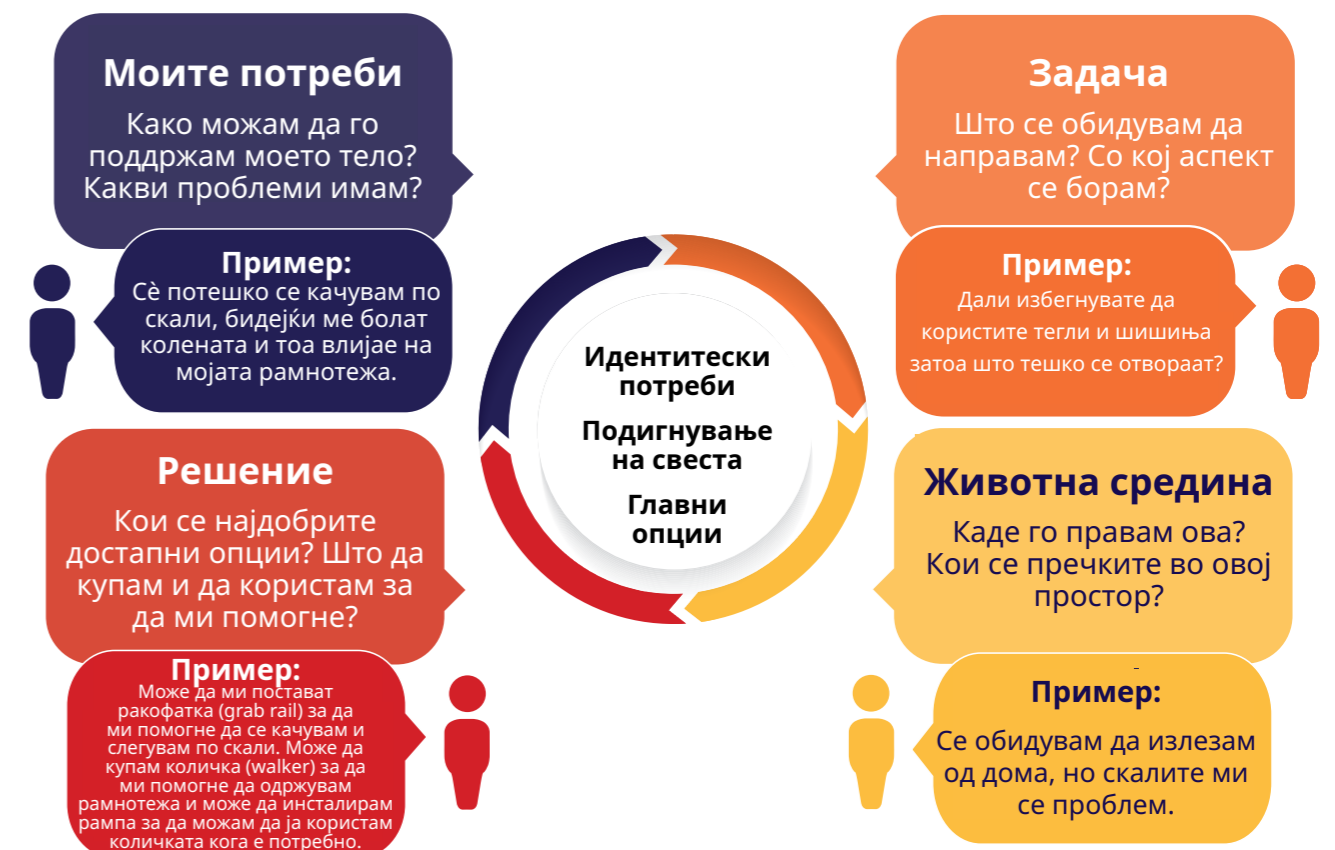 Моите потреби
Како можам да го
поддржам моето тело?
Какви проблеми имам?
Пример:
Сѐ потешко се качувам по
скали, бидејќи ме болат
колената и тоа влијае на
мојата рамнотежа.
Задача
Што се обидувам да
направам? Со кој аспект
се борам?
Пример:
Дали избегнувате да
користите тегли и шишиња
затоа што тешко се отвораат?
Идентитески
потреби
Подигнување
на свеста
Главни
опции
Решение
Кои се најдобрите
достапни опции? Што да
купам и да користам за
да ми помогне?
Пример:
Може да ми постават
ракофатка (grab rail) за да
ми помогне да се качувам и
слегувам по скали. Може да
купам количка (walker) за да
ми помогне да одржувам
рамнотежа и може да инсталирам
рампа за да можам да ја користам
количката кога е потребно.
Животна средина
Каде го правам ова?
Кои се пречките во овој
простор?
Пример:
Се обидувам да излезам
од дома, но скалите ми
се проблем.